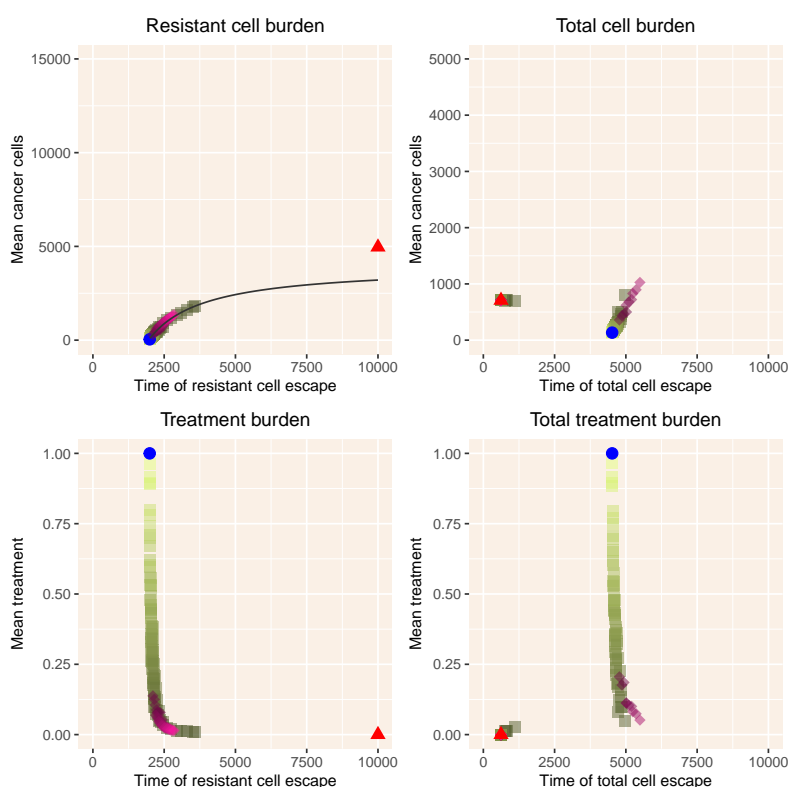 Resistant cell burden
Mean cancer cells
15000
10000
5000
0
0 2500 5000 7500 10000
Time of resistant cell escape
Total cell burden
Mean cancer cells
5000
4000
3000
2000
1000
0
0 2500 5000 7500 10000
Time of total cell escape
Treatment burden
Mean treatment
1.00
0.75
0.50
0.25
0.00
0 2500 5000 7500 10000
Time of resistant cell escape
Total treatment burden
Mean treatment
1.00
0.75
0.50
0.25
0.00
0 2500 5000 7500 10000
Time of total cell escape